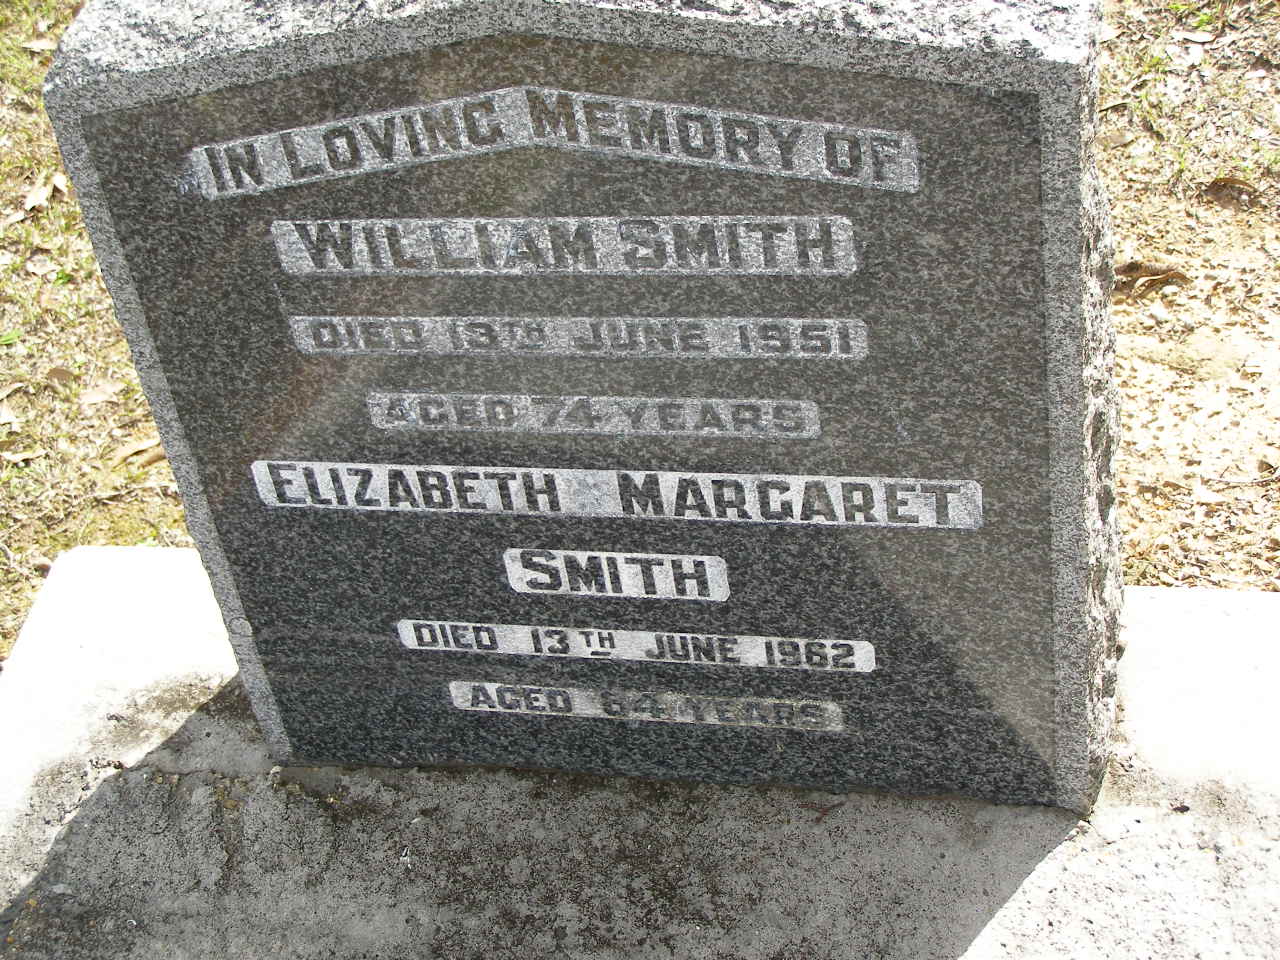 IN LOVING MEMORY OF
WILLIAM SMITH
DIED 13TH JUNE 1951
AGED 74 YEARS
ELIZABETH MARGARET
SMITH
DIED 13TH JUNE 1962
AGED 64 YEARS